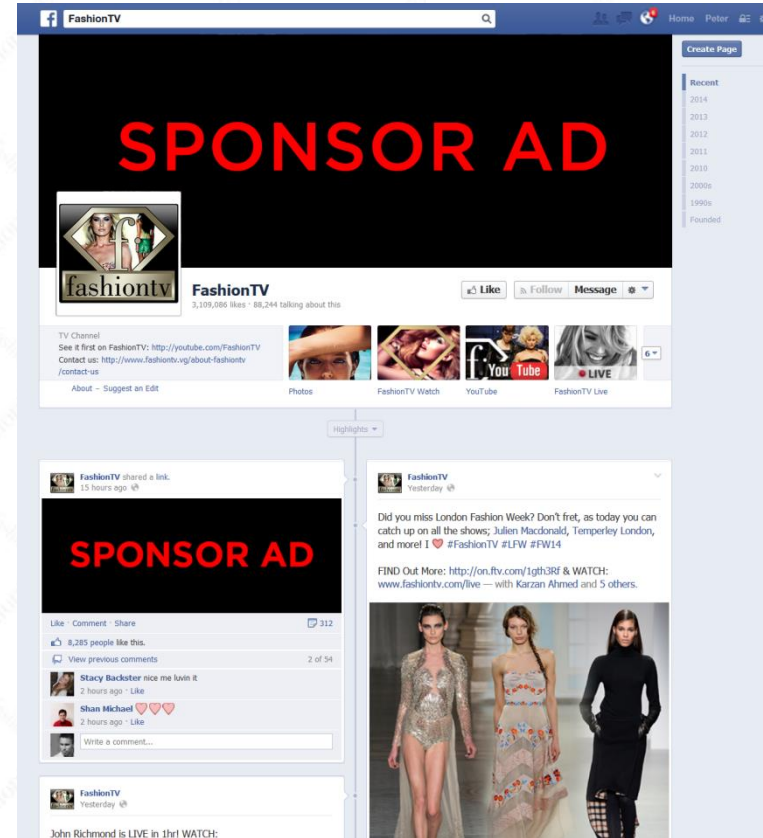 FashionTV
Home Peter
Create Page
Recent
2014
2013
2012
2011
2010
2000s
1990s
Founded
SPONSOR AD
fashiontv
FashionTV
3,109,086 likes · 88,244 talking about this
Like Follow Message
TV Channel
See it first on FashionTV: http://youtube.com/FashionTV
Contact us: http://www.fashiontv.vg/about-fashiontv
/contact-us
About – Suggest an Edit
Photos
FashionTV Watch
You Tube
YouTube
LIVE
FashionTV Live
6
Highlights
FashionTV shared a link.
15 hours ago
SPONSOR AD
Like · Comment · Share 312
8,285 people like this.
View previous comments 2 of 54
Stacy Backster nice me luvin it
2 hours ago · Like
Shan Michael
2 hours ago · Like
Write a comment...
FashionTV
Yesterday
John Richmond is LIVE in 1hr! WATCH:
FashionTV
Yesterday
Did you miss London Fashion Week? Don't fret, as today you can
catch up on all the shows; Julien Macdonald, Temperley London,
and more! I ♥ #FashionTV #LFW #FW14
FIND Out More: http://on.ftv.com/1gth3Rf & WATCH:
www.fashiontv.com/live — with Karzan Ahmed and 5 others.